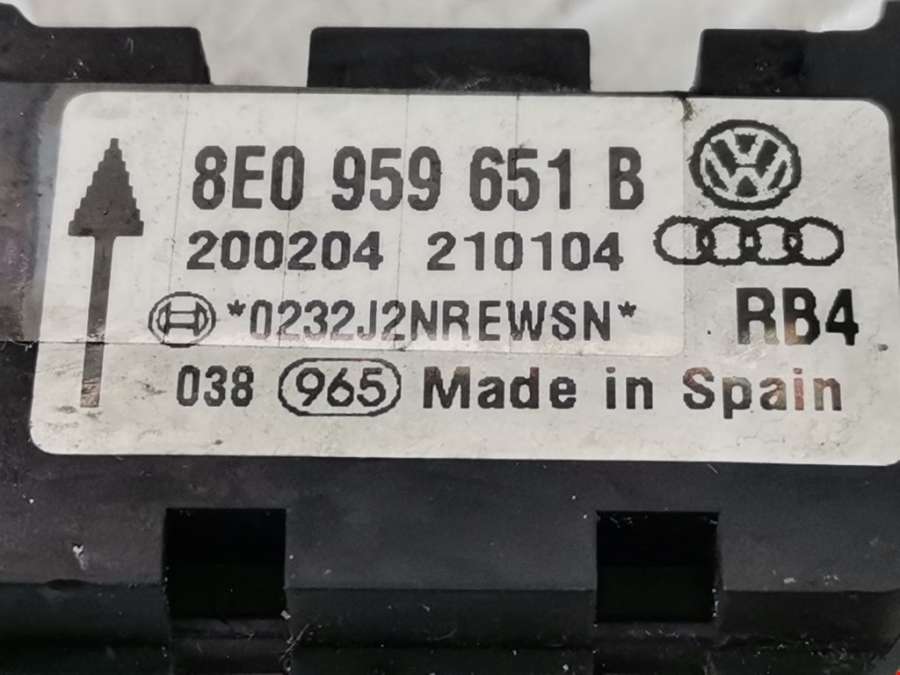 8E0 959 651 B
200204 210104
*0232J2NREWSN* RB4
038 965 Made in Spain